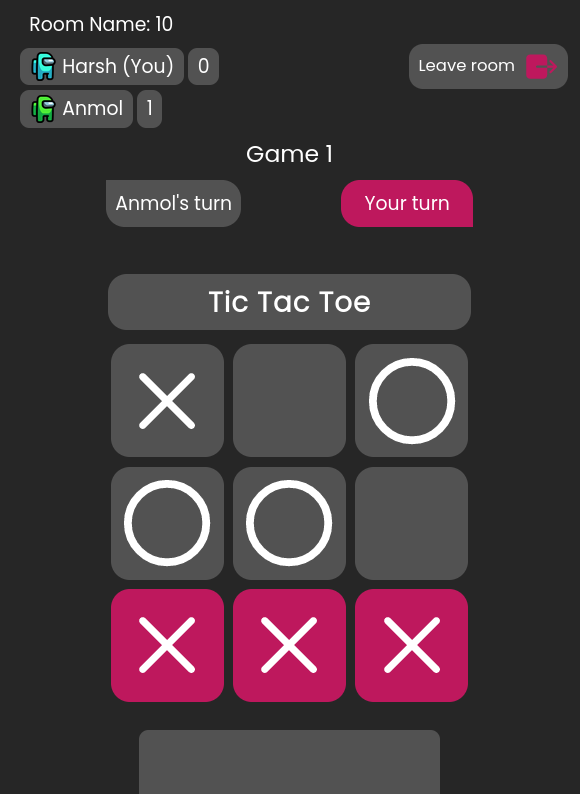 Room Name: 10
Harsh (You) 0
Leave room
Anmol 1
Game 1
Anmol's turn Your turn
Tic Tac Toe